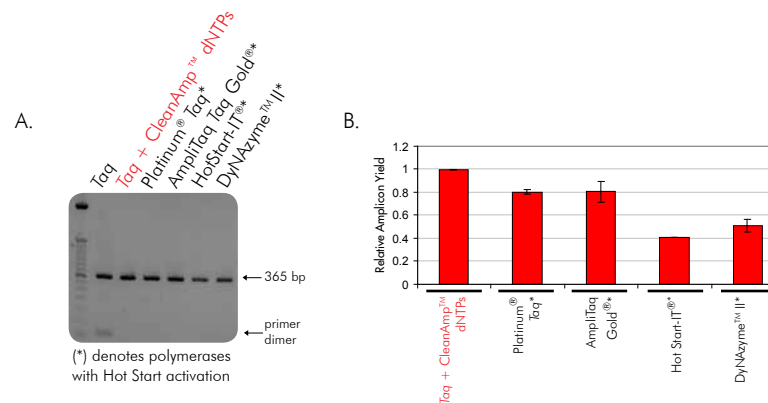 A.
Taq
Taq + CleanAmp™ dNTPs
Platinum® Taq*
AmpliTaq Taq Gold®*
HotStart-IT®*
DyNAzyme™ II*
365 bp
primer
dimer
(*) denotes polymerases
with Hot Start activation
B.
Relative Amplicon Yield
1.2
1
0.8
0.6
0.4
0.2
0
Taq + CleanAmp™
dNTPs
Platinum®
Taq*
AmpliTaq
Gold®*
Hot Start-IT®*
DyNAzyme™ II*